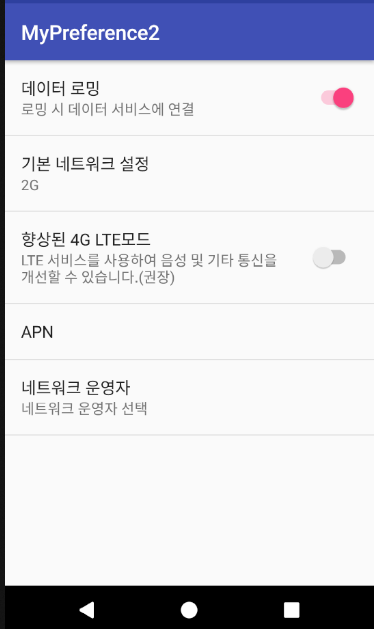 MyPreference2
데이터 로밍
로밍 시 데이터 서비스에 연결
기본 네트워크 설정
2G
향상된 4G LTE모드
LTE 서비스를 사용하여 음성 및 기타 통신을
개선할 수 있습니다.(권장)
APN
네트워크 운영자
네트워크 운영자 선택